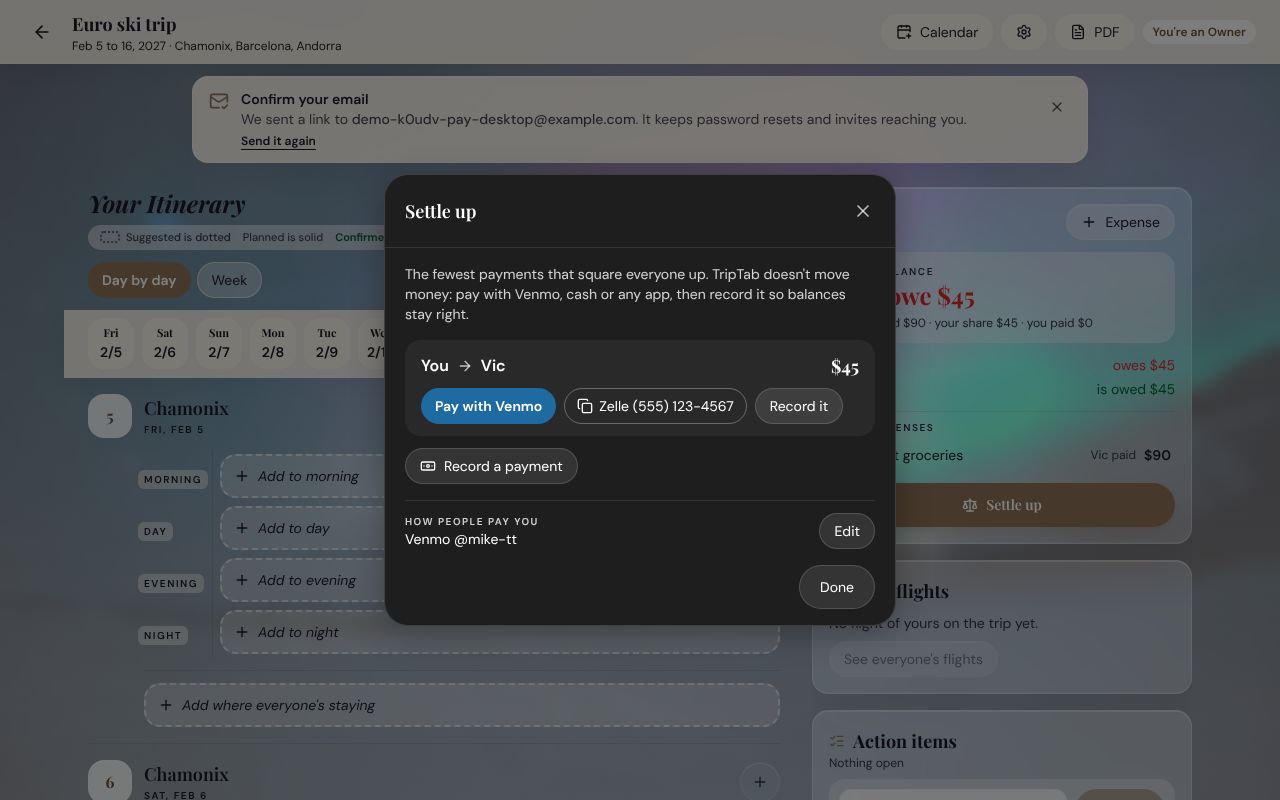 Euro ski trip
Feb 5 to 16, 2027 · Chamonix, Barcelona, Andorra
Calendar
PDF
You're an Owner
Confirm your email
We sent a link to demo-k0udv-pay-desktop@example.com. It keeps password resets and invites reaching you.
Send it again
Your Itinerary
Suggested is dotted Planned is solid
Day by day Week
Fri Sat Sun Mon Tue
2/5 2/6 2/7 2/8 2/9
5 Chamonix
FRI, FEB 5
MORNING + Add to morning
DAY + Add to day
EVENING + Add to evening
NIGHT + Add to night
+ Add where everyone's staying
6 Chamonix
SAT, FEB 6
+
Settle up
The fewest payments that square everyone up. TripTab doesn't move
money: pay with Venmo, cash or any app, then record it so balances
stay right.
You → Vic $45
Pay with Venmo Zelle (555) 123-4567 Record it
Record a payment
HOW PEOPLE PAY YOU
Venmo @mike-tt
Edit
Done
+ Expense
$45
$90 · your share $45 · you paid $0
owes $45
is owed $45
groceries Vic paid $90
Settle up
flights
of yours on the trip yet.
See everyone's flights
Action items
Nothing open